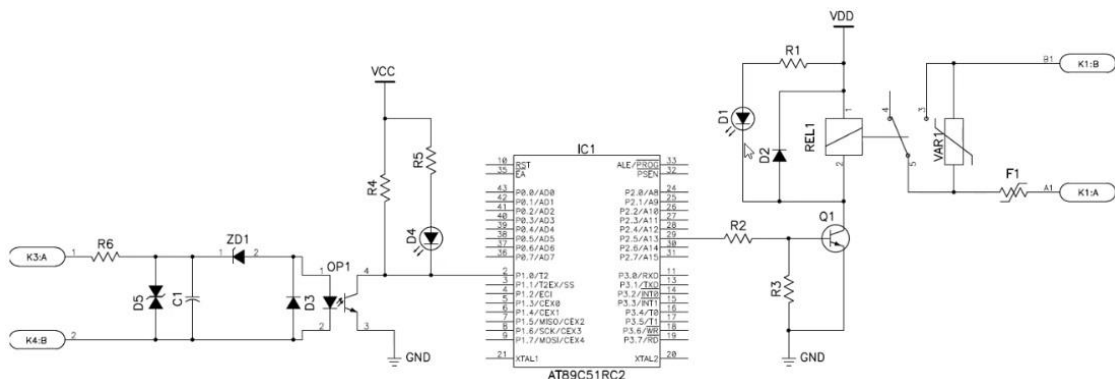 VDD
R1
B1 K1:B
VCC
D1
D2
REL1
1
2
4
3
5
VAR1
F1
A1 K1:A
R4
R5
D4
IC1
10 RST
35 EA
43 P0.0/AD0
42 P0.1/AD1
41 P0.2/AD2
40 P0.3/AD3
39 P0.4/AD4
38 P0.5/AD5
37 P0.6/AD6
36 P0.7/AD7
2 P1.0/T2
3 P1.1/T2EX/SS
4 P1.2/ECI
5 P1.3/CEX0
6 P1.4/CEX1
7 P1.5/MISO/CEX2
8 P1.6/SCK/CEX3
9 P1.7/MOSI/CEX4
21 XTAL1
ALE/PROG 33
PSEN 32
P2.0/A8 24
P2.1/A9 25
P2.2/A10 26
P2.3/A11 27
P2.4/A12 28
P2.5/A13 29
P2.6/A14 30
P2.7/A15 31
P3.0/RXD 11
P3.1/TXD 13
P3.2/INT0 14
P3.3/INT1 15
P3.4/T0 16
P3.5/T1 17
P3.6/WR 18
P3.7/RD 19
XTAL2 20
AT89C51RC2
R2
Q1
R3
GND
K3:A 1
R6
ZD1
1 2
D5
C1
D3
OP1
1
2
4
3
GND
K4:B 2